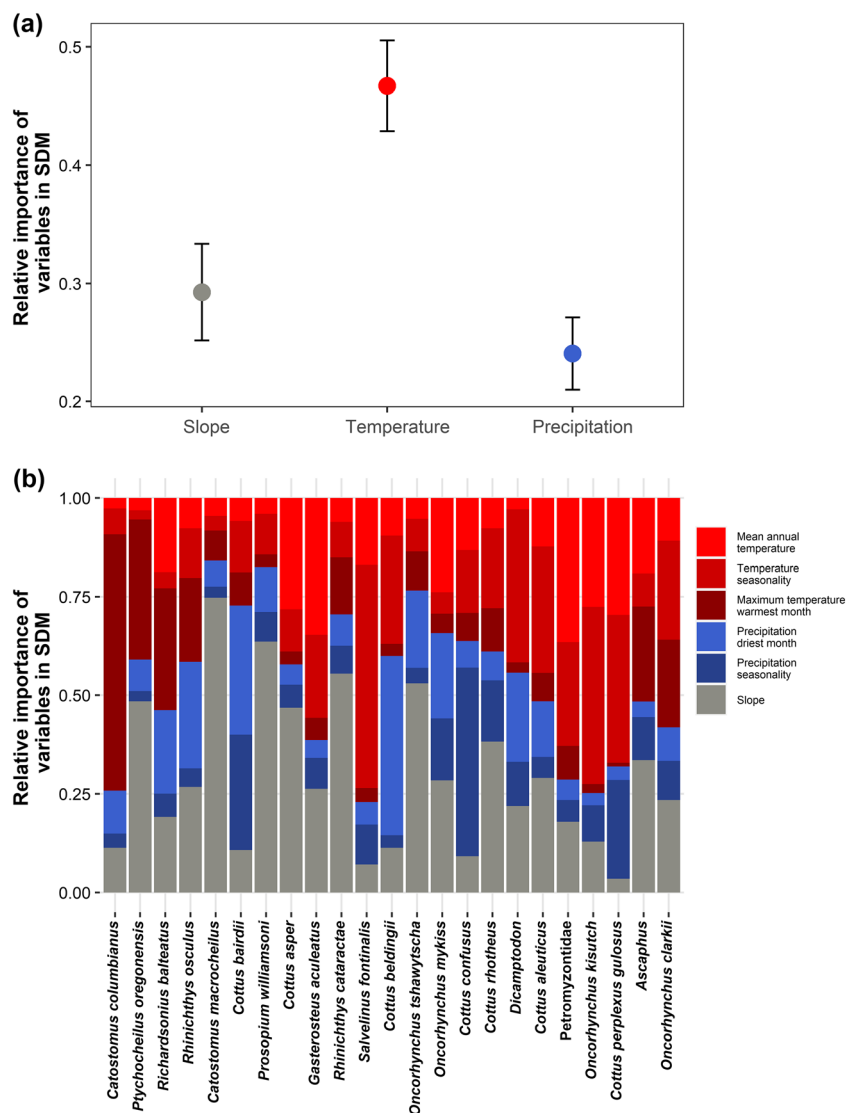 (a)
Relative importance of
variables in SDM
0.5
0.4
0.3
0.2
Slope
Temperature
Precipitation
(b)
Relative importance of
variables in SDM
1.00
0.75
0.50
0.25
0.00
Mean annual
temperature
Temperature
seasonality
Maximum temperature
warmest month
Precipitation
driest month
Precipitation
seasonality
Slope
Catostomus columbianus
Ptychocheilus oregonensis
Richardsonius balteatus
Rhinichthys osculus
Catostomus macrocheilus
Cottus bairdii
Prosopium williamsoni
Cottus asper
Gasterosteus aculeatus
Rhinichthys cataractae
Salvelinus fontinalis
Cottus beldingii
Oncorhynchus tshawytscha
Oncorhynchus mykiss
Cottus confusus
Cottus rhotheus
Dicamptodon
Cottus aleuticus
Petromyzontidae
Oncorhynchus kisutch
Cottus perplexus gulosus
Ascaphus
Oncorhynchus clarkii